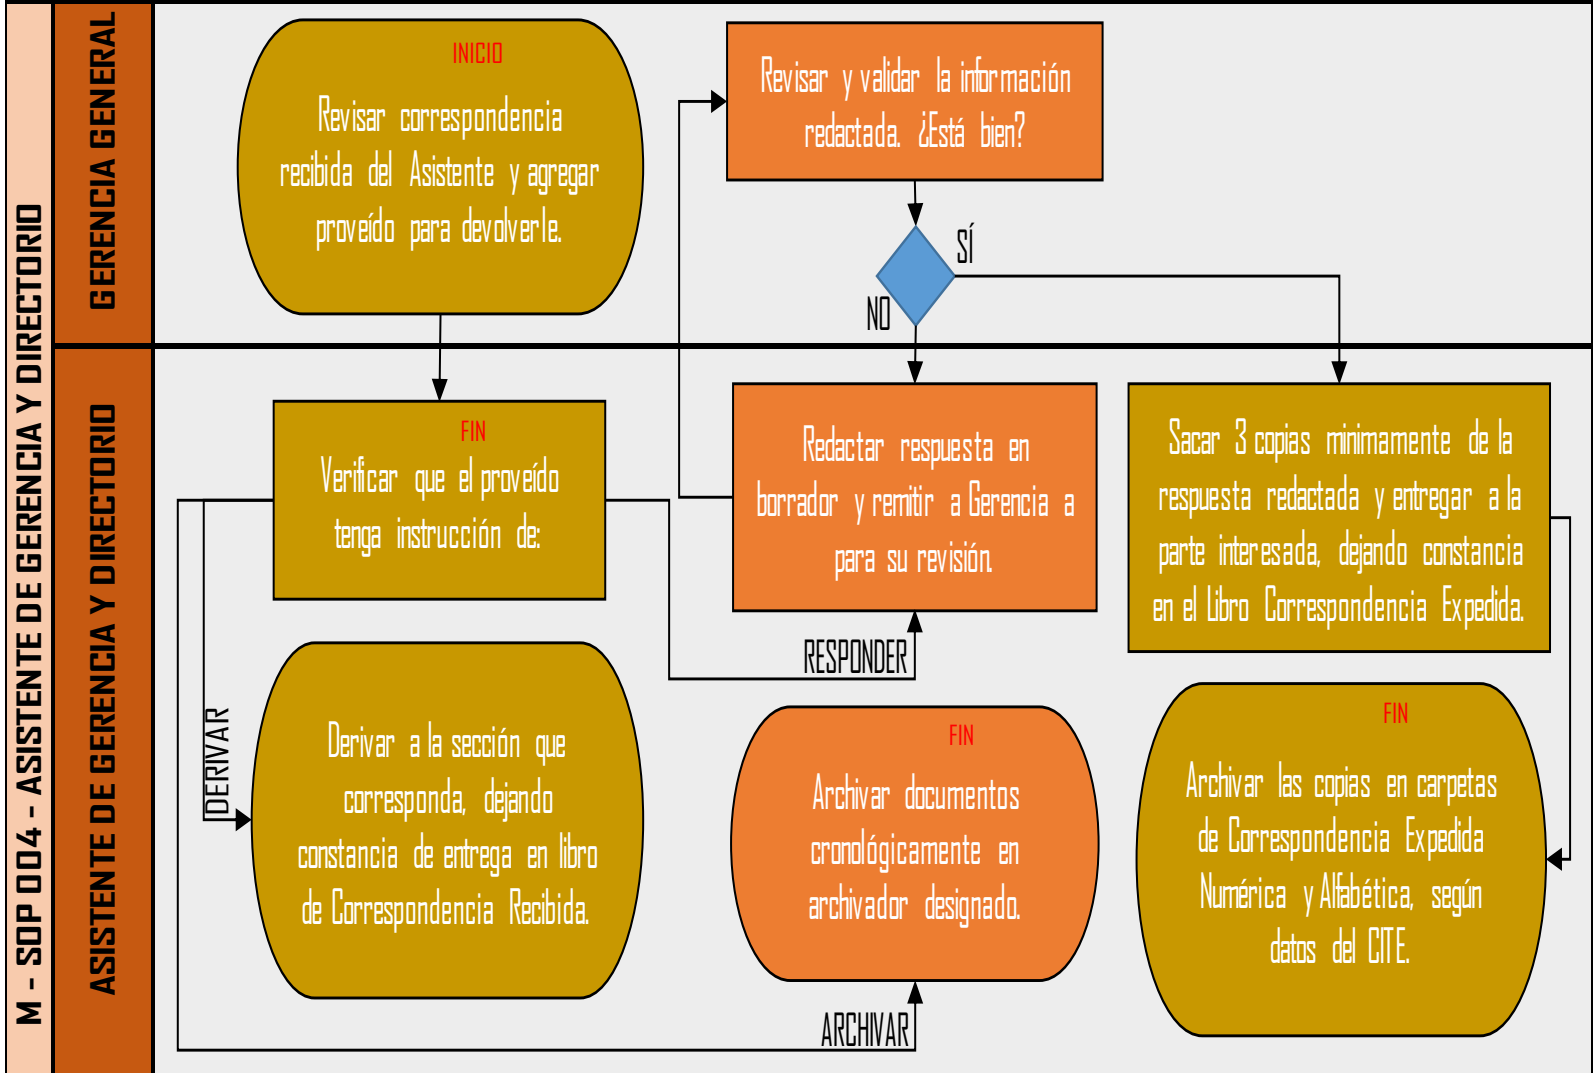 M - SOP 004 - ASISTENTE DE GERENCIA Y DIRECTORIO
GERENCIA GENERAL
INICIO
Revisar correspondencia
recibida del Asistente y agregar
proveído para devolverle.
Revisar y validar la información
redactada. ¿Está bien?
SÍ
NO
ASISTENTE DE GERENCIA Y DIRECTORIO
FIN
Verificar que el proveído
tenga instrucción de:
Redactar respuesta en
borrador y remitir a Gerencia a
para su revisión.
Sacar 3 copias minimamente de la
respuesta redactada y entregar a la
parte interesada, dejando constancia
en el Libro Correspondencia Expedida.
RESPONDER
DERIVAR
Derivar a la sección que
corresponda, dejando
constancia de entrega en libro
de Correspondencia Recibida.
FIN
Archivar documentos
cronológicamente en
archivador designado.
FIN
Archivar las copias en carpetas
de Correspondencia Expedida
Numérica y Alfabética, según
datos del CITE.
ARCHIVAR